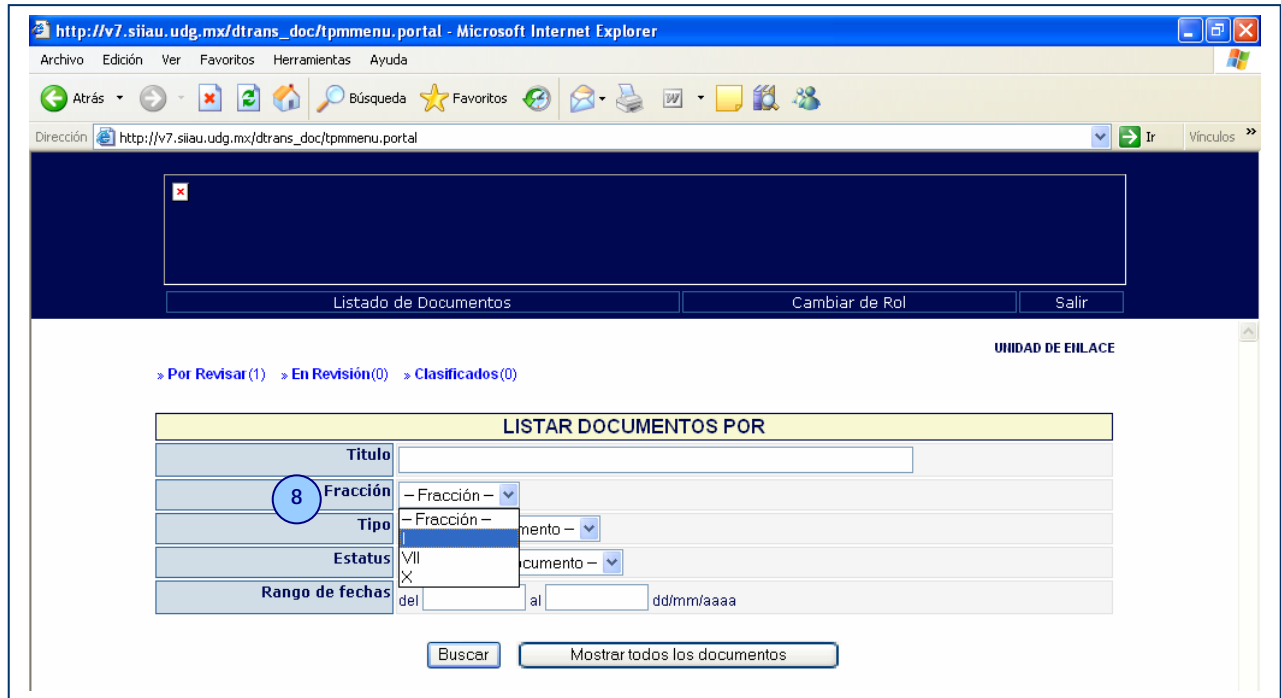 http://v7.siiau.udg.mx/dtrans_doc/tpmmenu.portal - Microsoft Internet Explorer
Archivo Edición Ver Favoritos Herramientas Ayuda
Atrás Búsqueda Favoritos
Dirección http://v7.siiau.udg.mx/dtrans_doc/tpmmenu.portal Ir Vínculos »
Listado de Documentos Cambiar de Rol Salir
UNIDAD DE ENLACE
» Por Revisar(1) » En Revisión(0) » Clasificados(0)
LISTAR DOCUMENTOS POR
Titulo
8 Fracción – Fracción –
– Fracción –
Tipo mento –
I
Estatus VII ocumento –
X
Rango de fechas del al dd/mm/aaaa
Buscar Mostrar todos los documentos